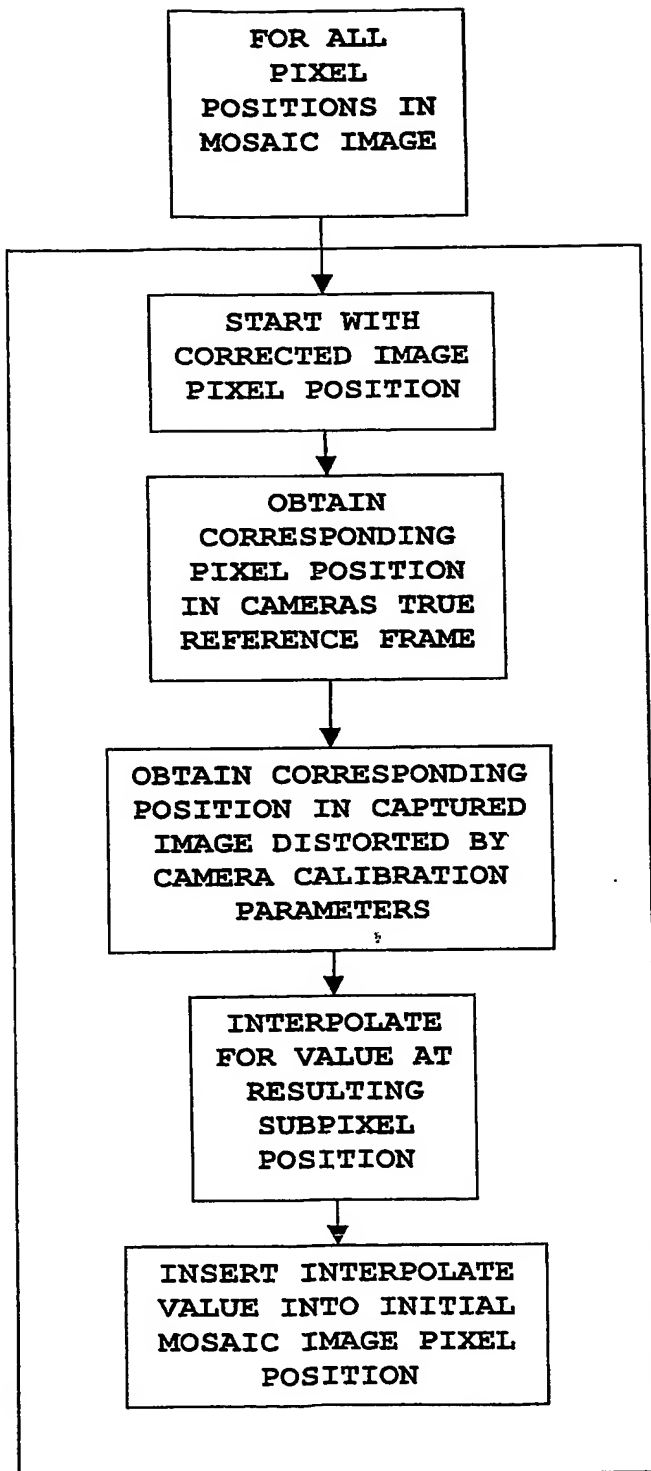 FOR ALL
PIXEL
POSITIONS IN
MOSAIC IMAGE
START WITH
CORRECTED IMAGE
PIXEL POSITION
OBTAIN
CORRESPONDING
PIXEL POSITION
IN CAMERAS TRUE
REFERENCE FRAME
OBTAIN CORRESPONDING
POSITION IN CAPTURED
IMAGE DISTORTED BY
CAMERA CALIBRATION
PARAMETERS
INTERPOLATE
FOR VALUE AT
RESULTING
SUBPIXEL
POSITION
INSERT INTERPOLATE
VALUE INTO INITIAL
MOSAIC IMAGE PIXEL
POSITION